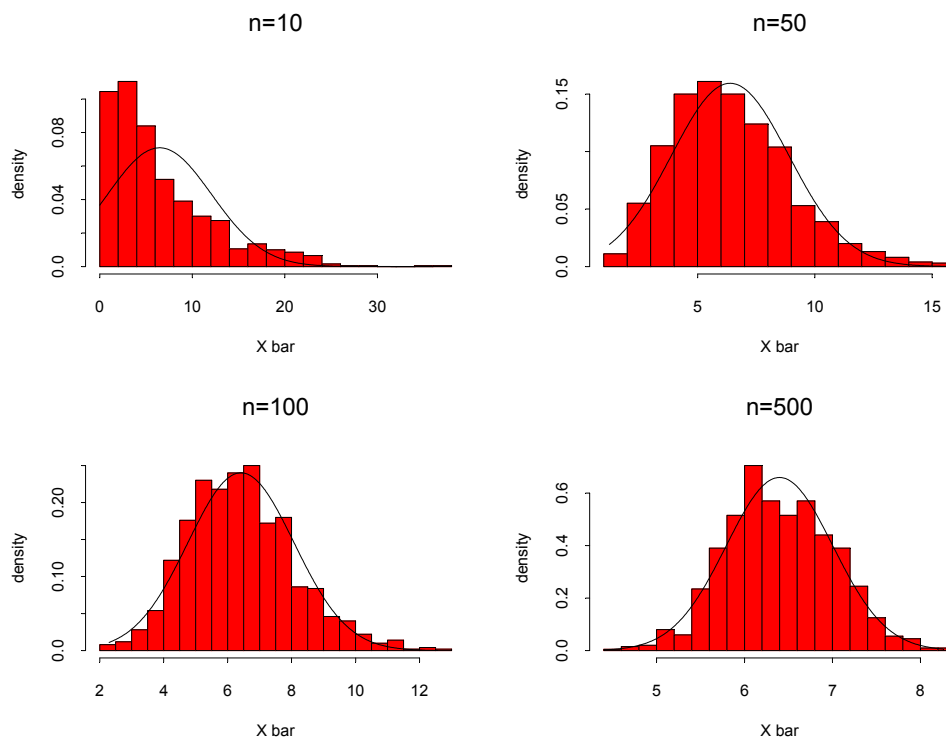 n=10
density
0.0 0.04 0.08
0 10 20 30
X bar
n=50
density
0.0 0.05 0.15
5 10 15
X bar
n=100
density
0.0 0.10 0.20
2 4 6 8 10 12
X bar
n=500
density
0.0 0.2 0.4 0.6
5 6 7 8
X bar